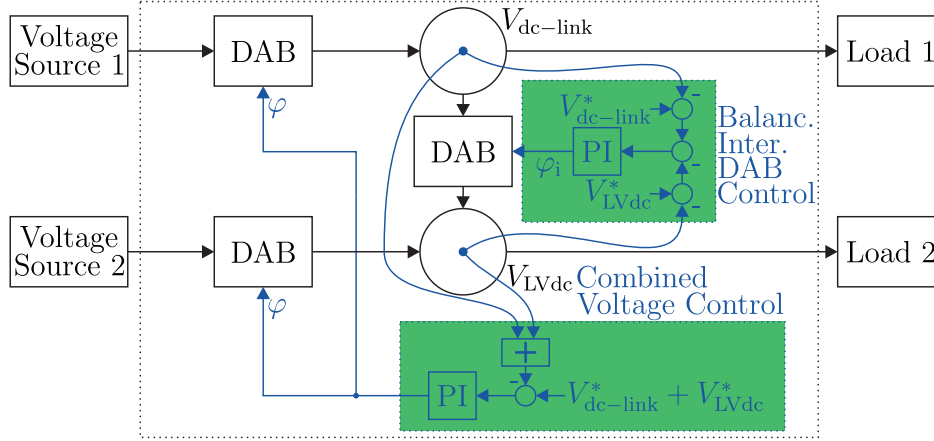 Voltage
Source 1
DAB
V_dc−link
Load 1
φ
V*_dc−link
-
Balanc.
Inter.
DAB
Control
DAB
φ_i
PI
-
V*_LVdc
-
Voltage
Source 2
DAB
Load 2
V_LVdc
Combined
Voltage Control
φ
+
-
PI
V*_dc−link + V*_LVdc